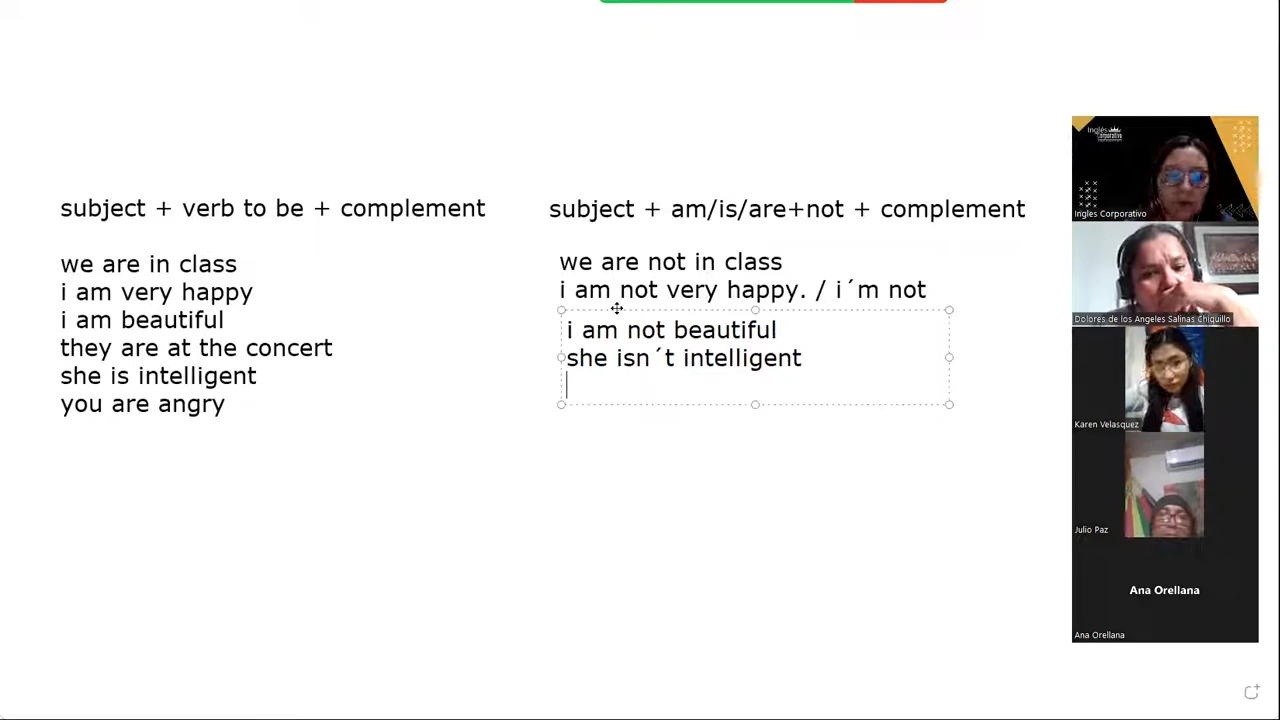 subject + verb to be + complement
we are in class
i am very happy
i am beautiful
they are at the concert
she is intelligent
you are angry
subject + am/is/are+not + complement
we are not in class
i am not very happy. / i´m not
i am not beautiful
she isn´t intelligent
Inglés
Corporativo
Ingles Corporativo
Dolores de los Angeles Salinas Chiquillo
Karen Velasquez
Julio Paz
Ana Orellana
Ana Orellana